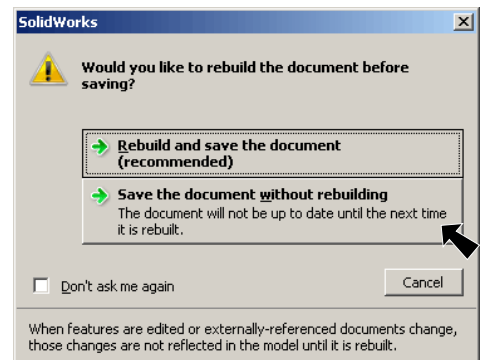 SolidWorks
Would you like to rebuild the document before
saving?
Rebuild and save the document
(recommended)
Save the document without rebuilding
The document will not be up to date until the next time
it is rebuilt.
Don't ask me again
Cancel
When features are edited or externally-referenced documents change,
those changes are not reflected in the model until it is rebuilt.